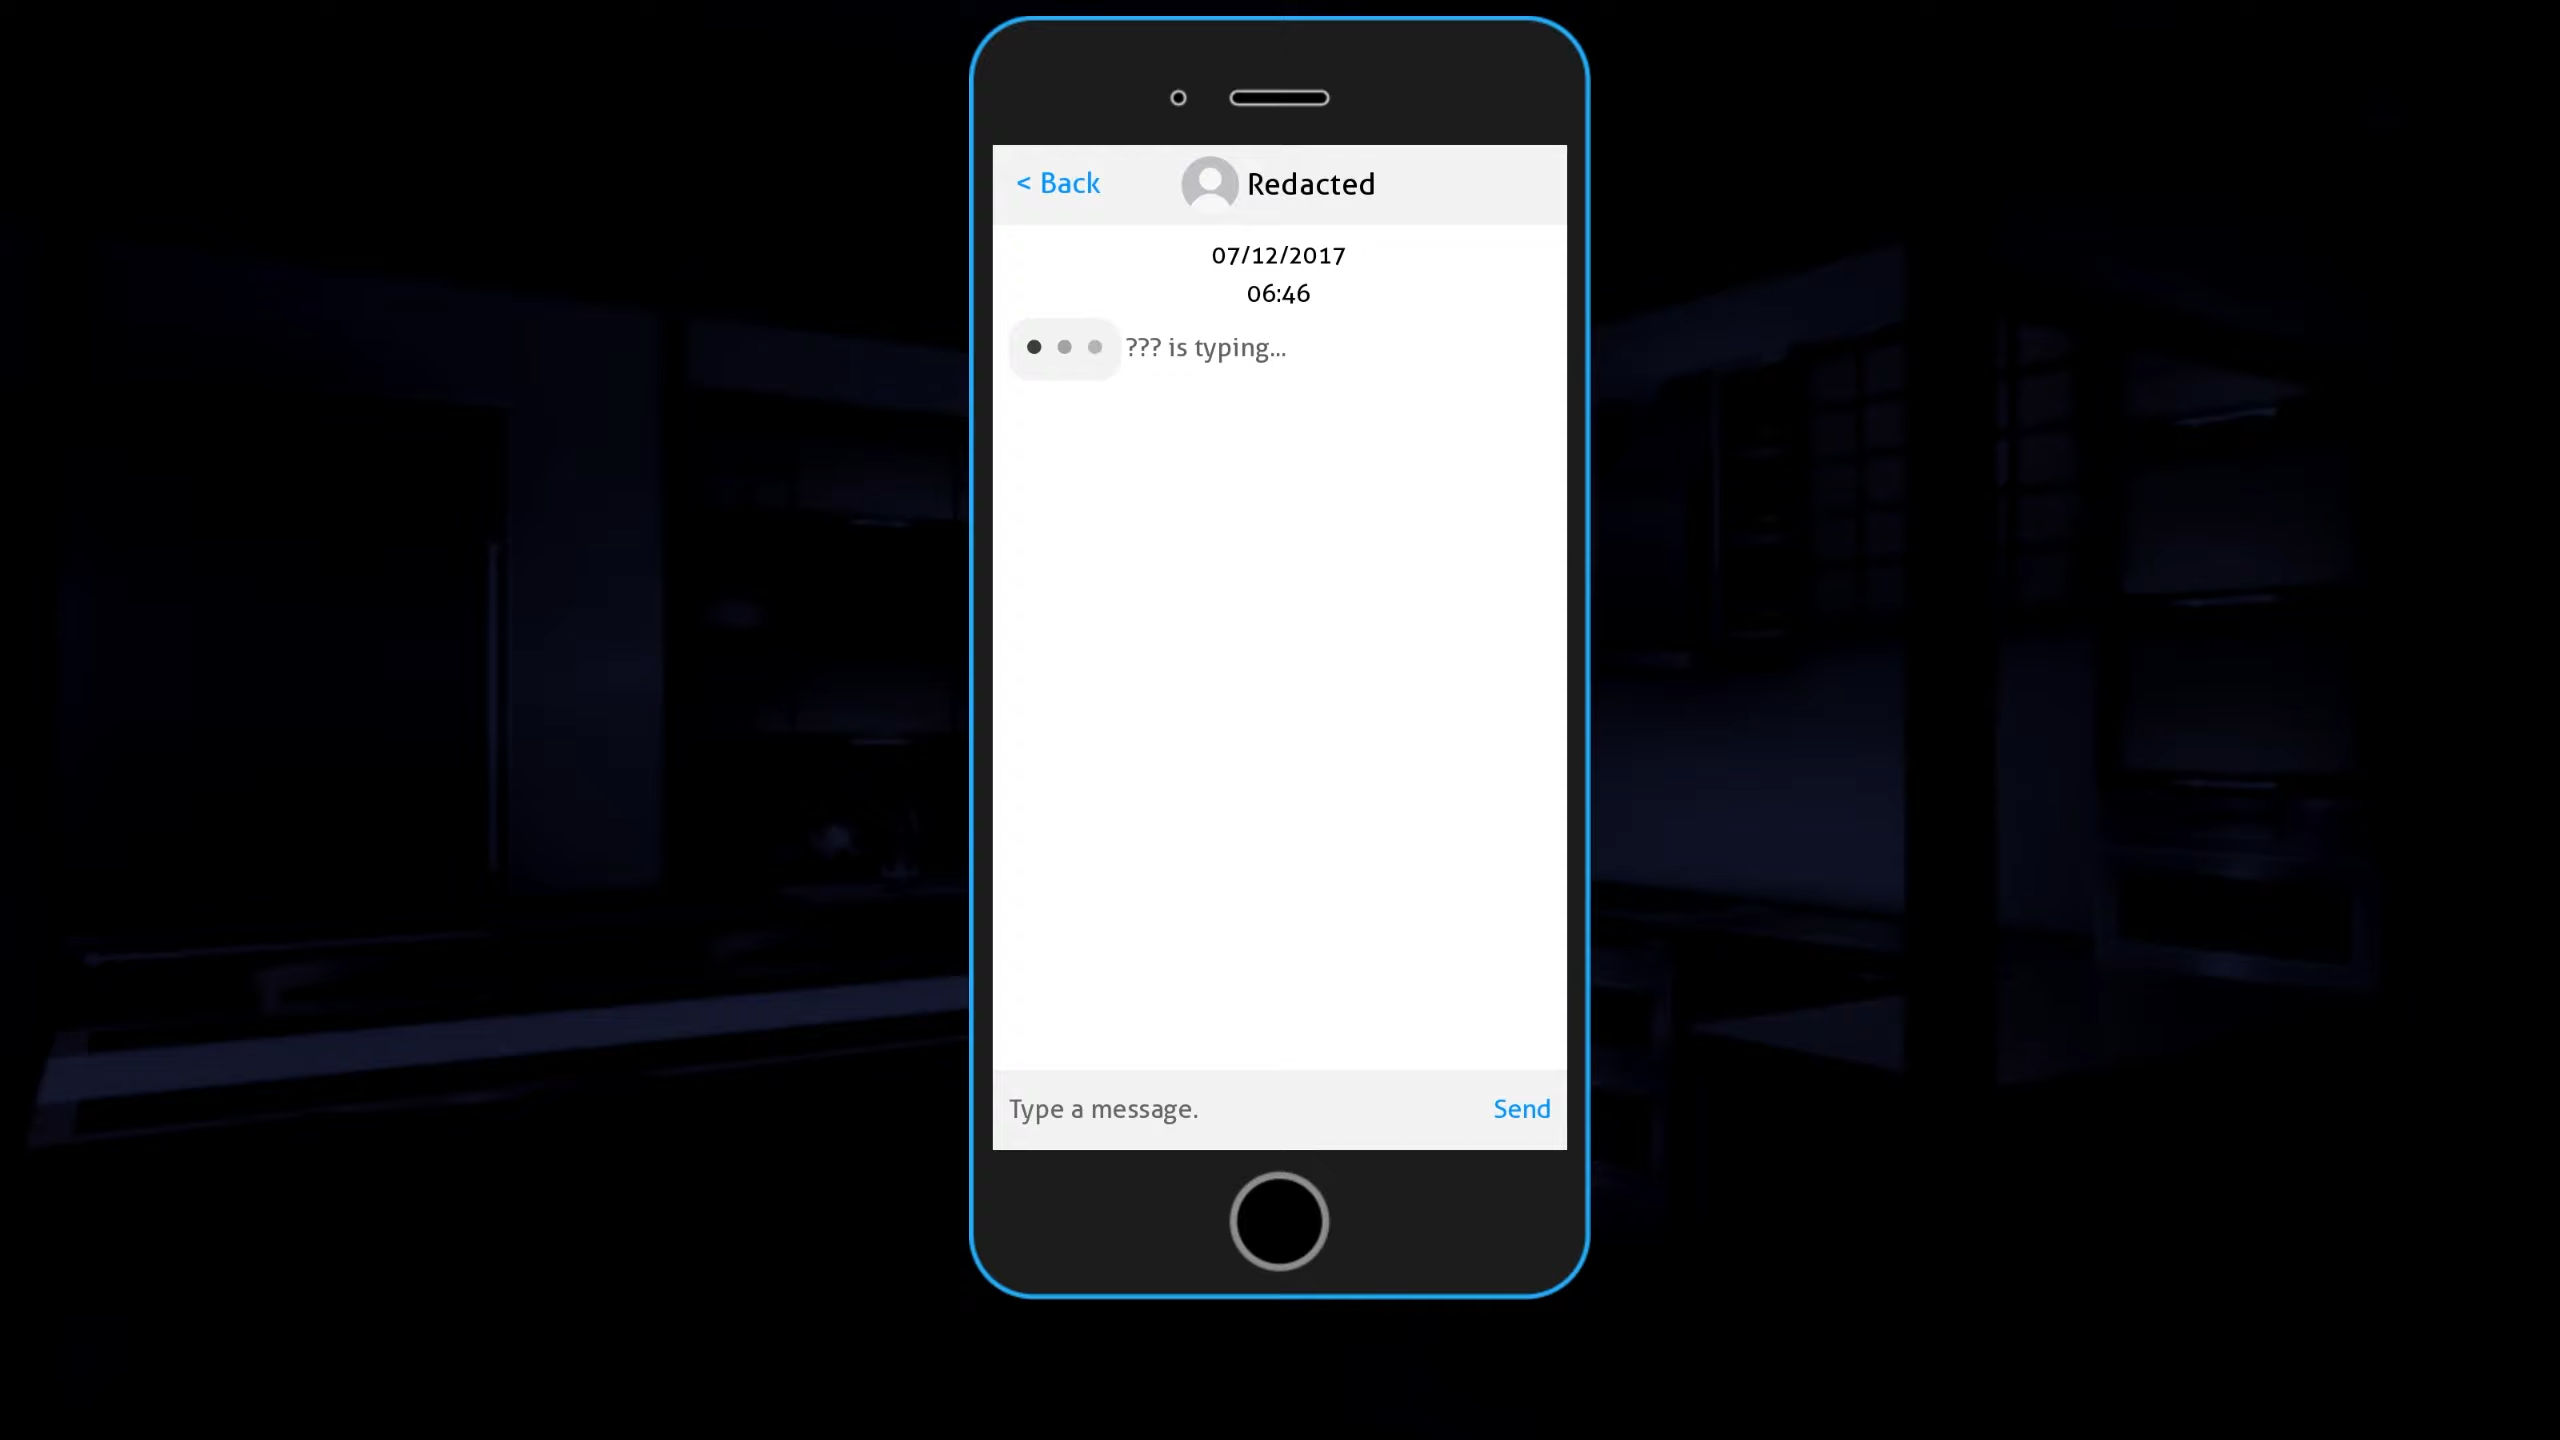 < Back
Redacted
07/12/2017
06:46
??? is typing...
Type a message.
Send